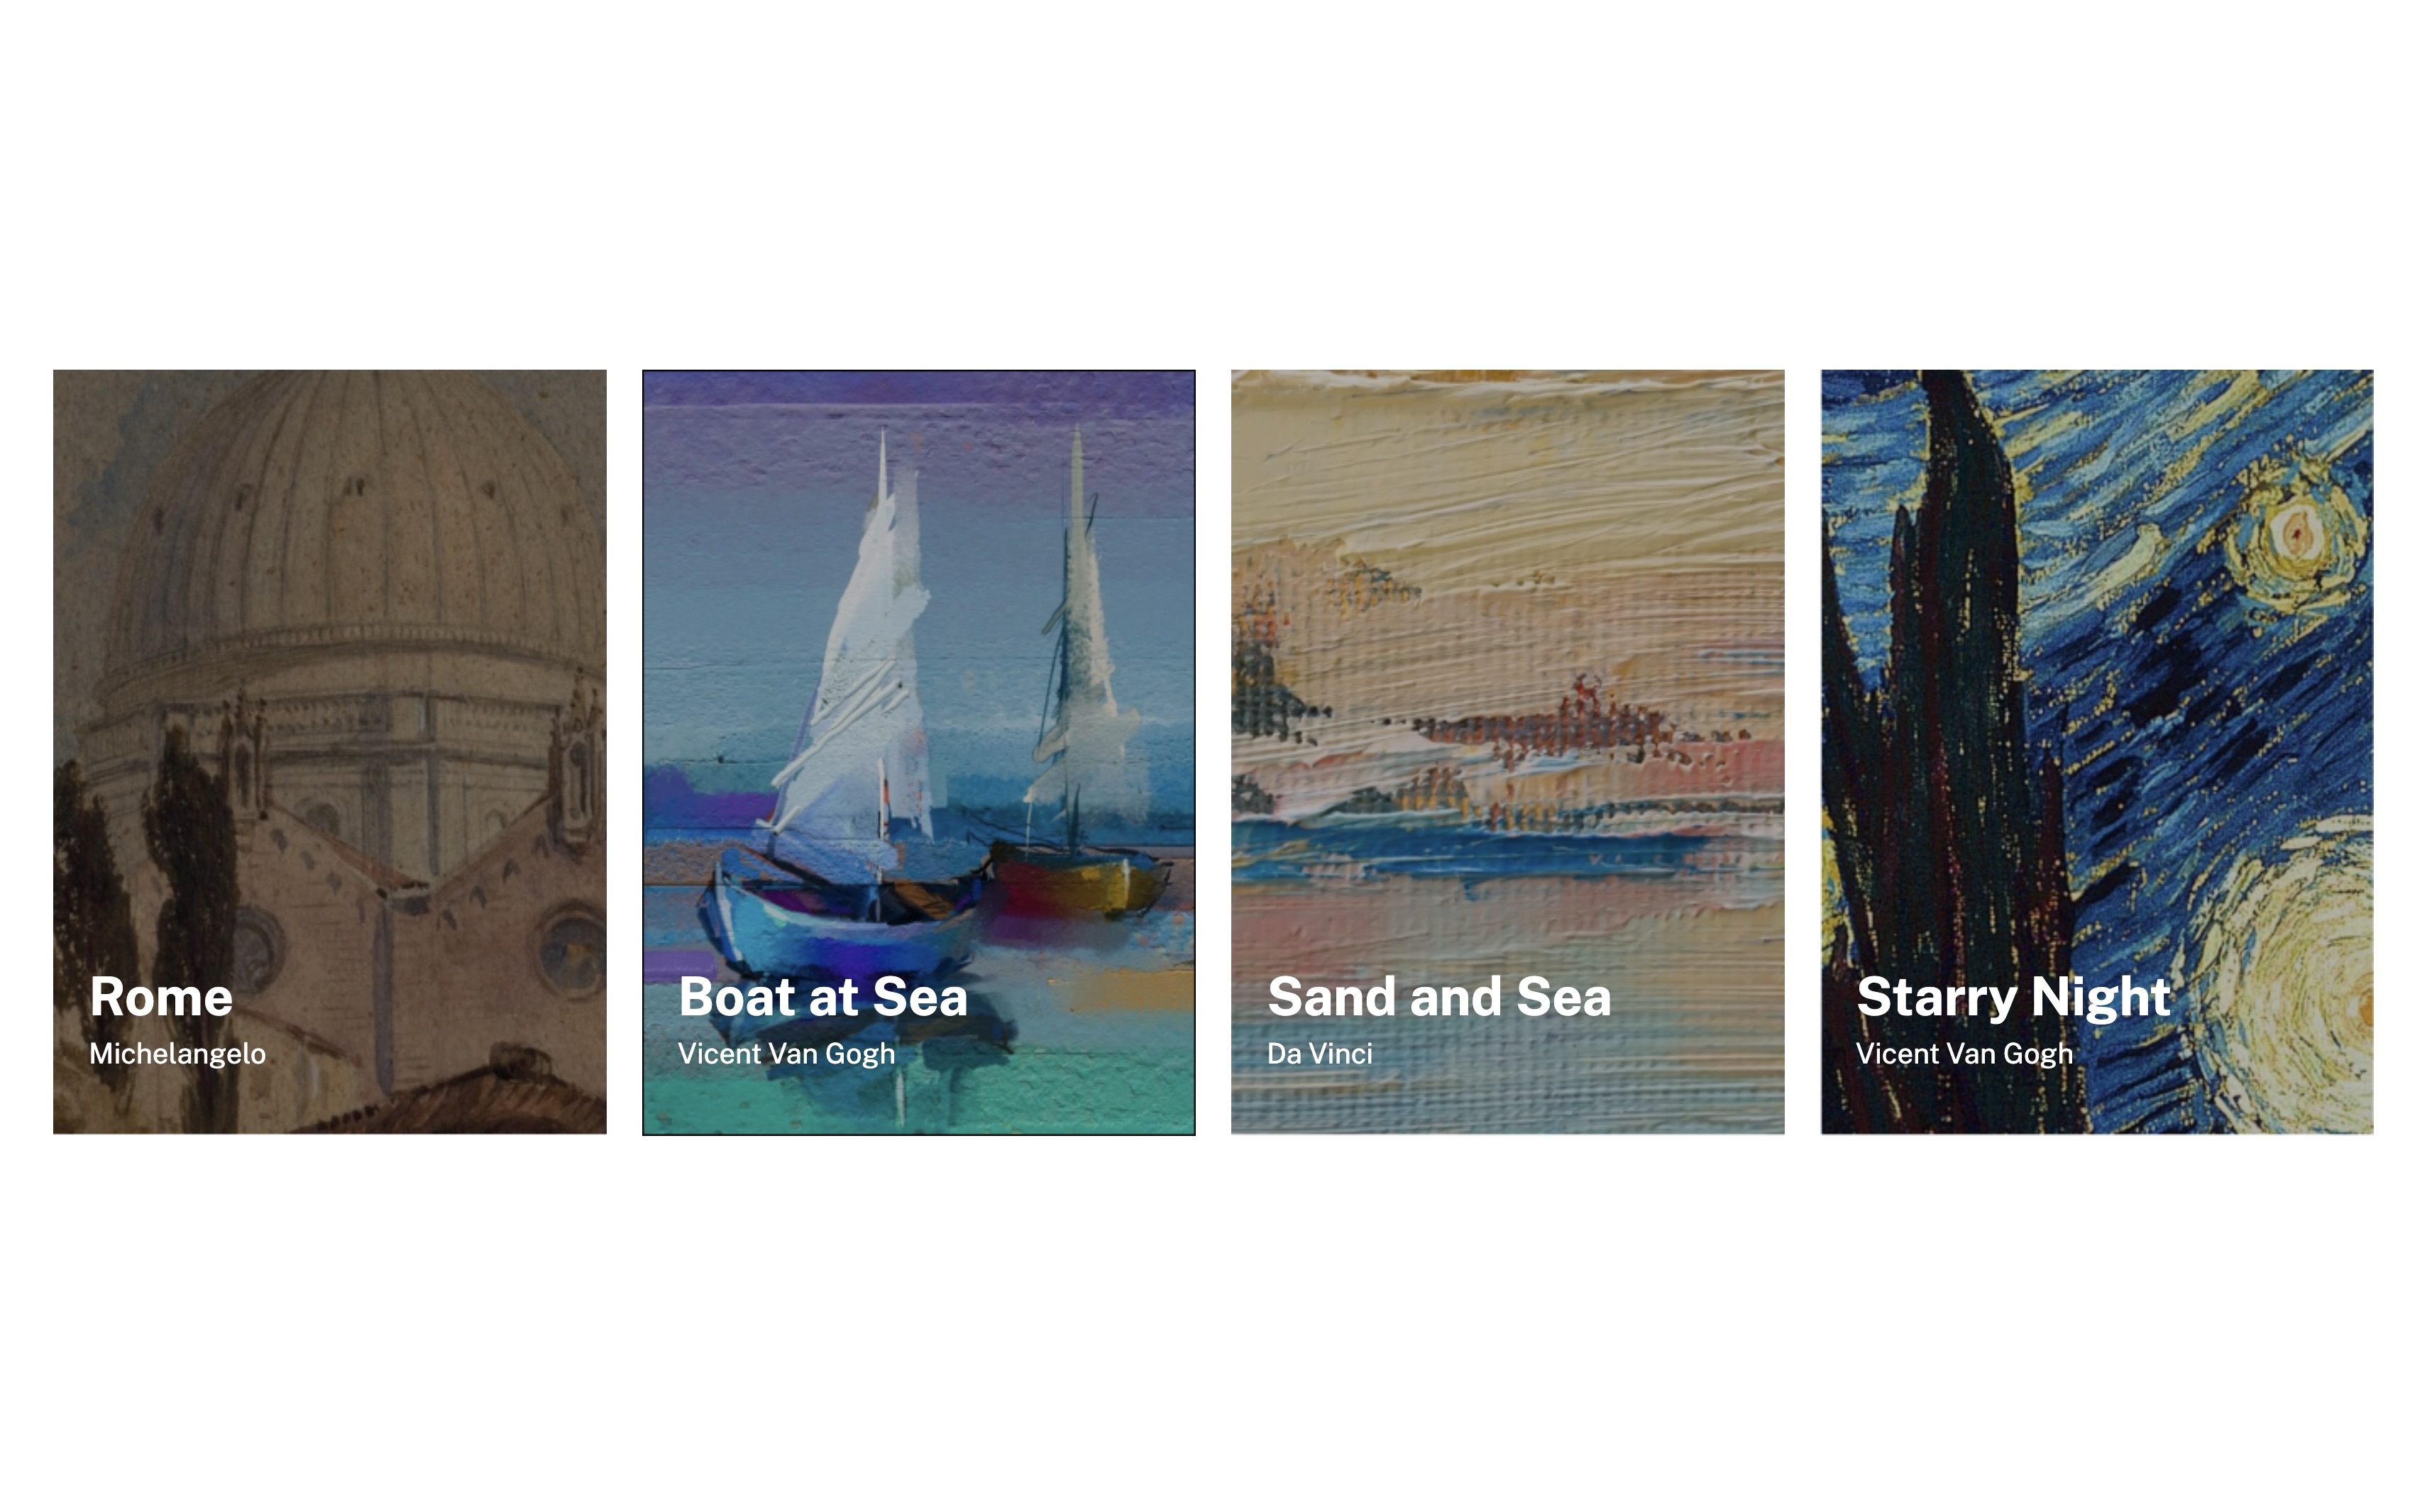 Rome
Michelangelo
Boat at Sea
Vicent Van Gogh
Sand and Sea
Da Vinci
Starry Night
Vicent Van Gogh